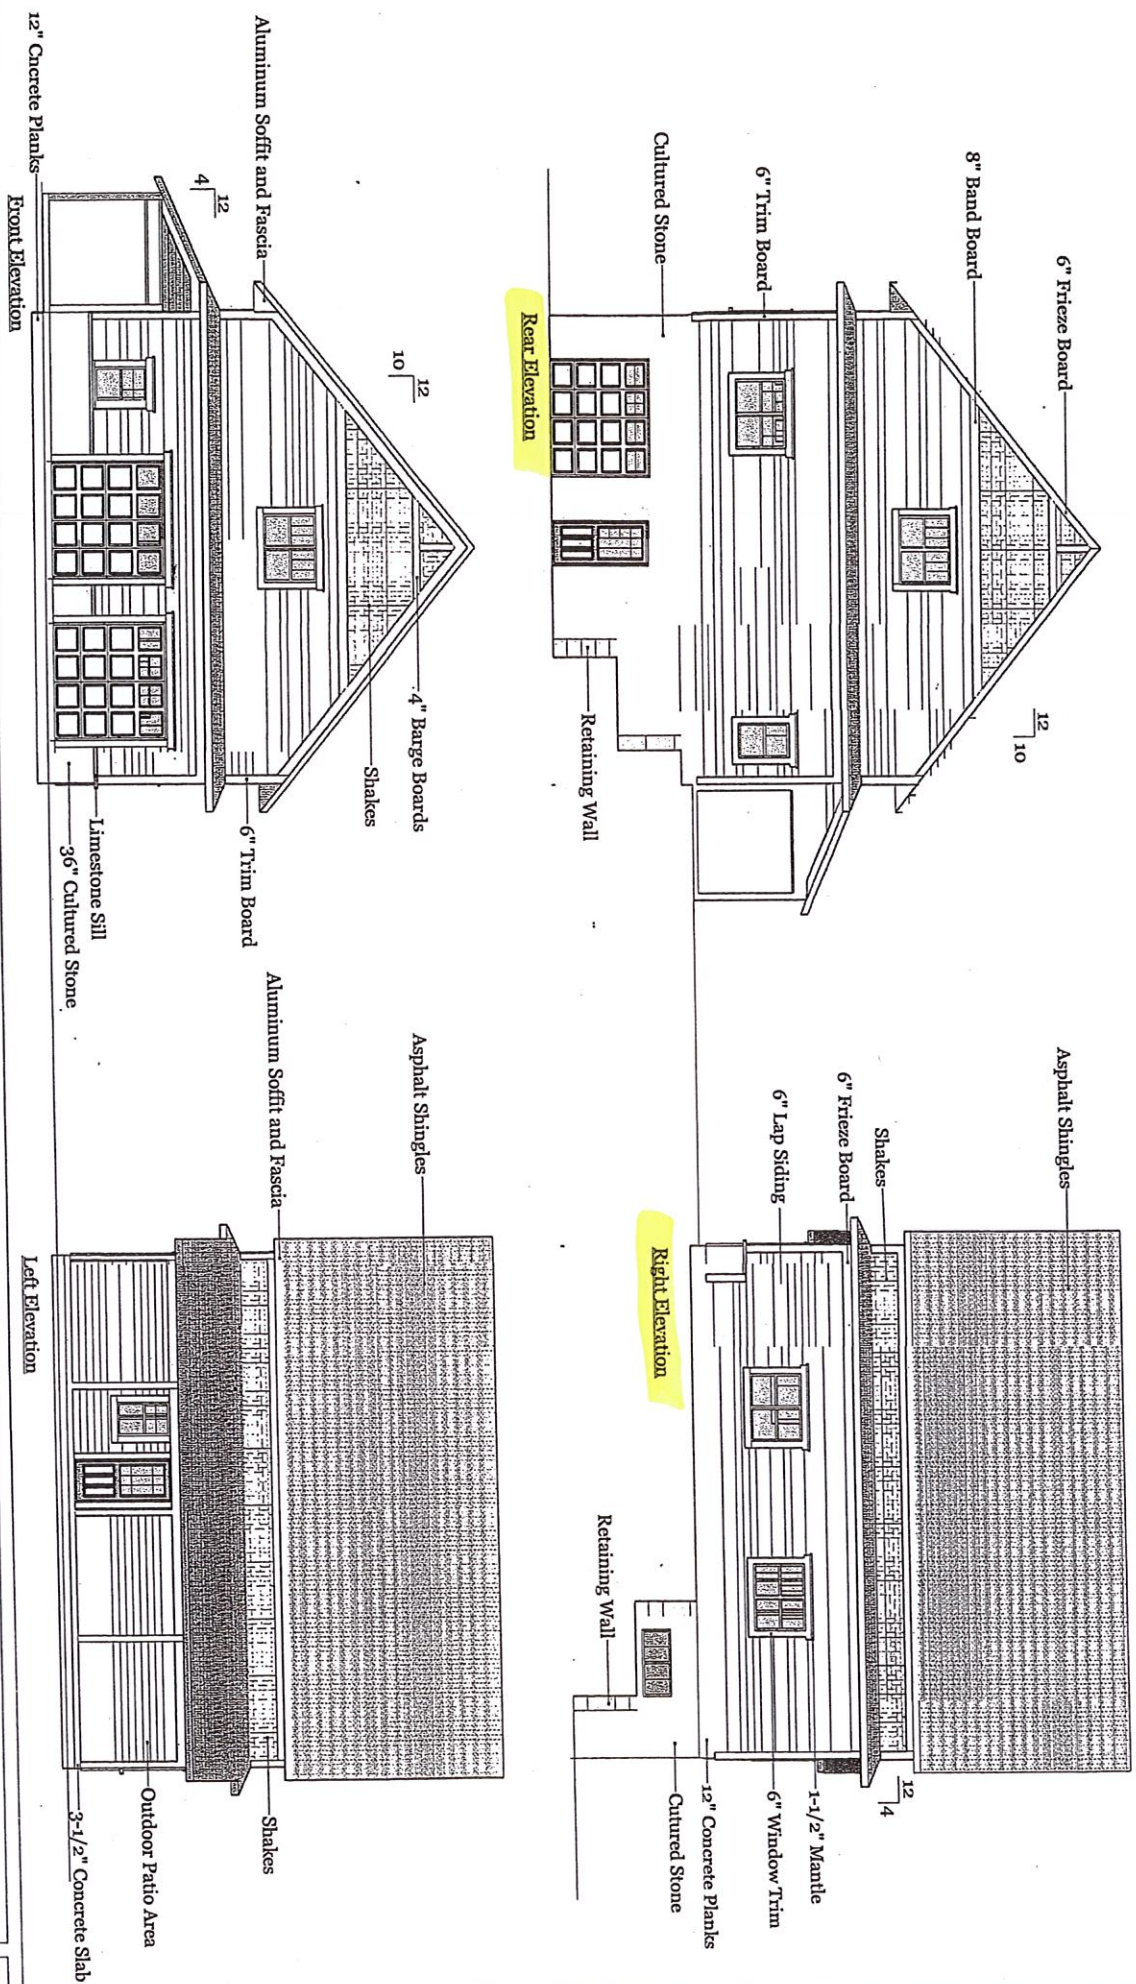 6" Frieze Board
8" Band Board
6" Trim Board
Cultured Stone
12
10
Retaining Wall
Rear Elevation
Asphalt Shingles
Shakes
6" Frieze Board
6" Lap Siding
12
4
1-1/2" Mantle
6" Window Trim
12" Concrete Planks
Cutured Stone
Retaining Wall
Right Elevation
12
10
Aluminum Soffit and Fascia
12
4
4" Barge Boards
Shakes
6" Trim Board
Limestone Sill
36" Cultured Stone
12" Cncrete Planks
Front Elevation
Asphalt Shingles
Aluminum Soffit and Fascia
Shakes
Outdoor Patio Area
3-1/2" Concrete Slab
Left Elevation